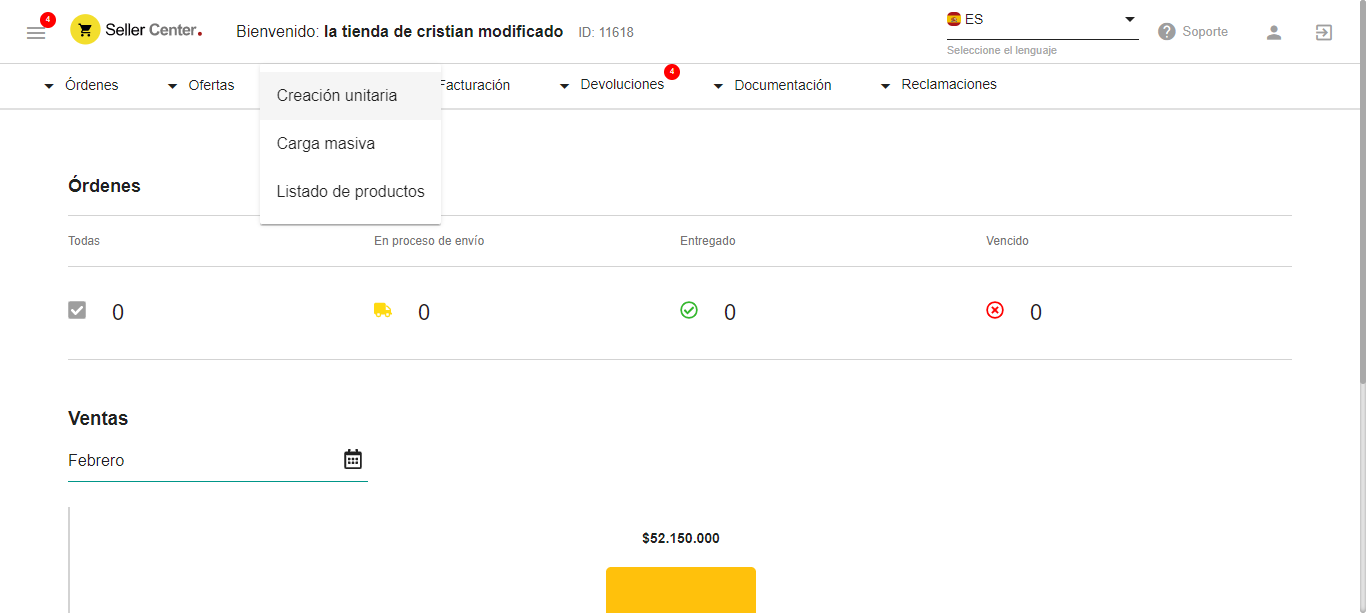 4
Seller Center.
Bienvenido: la tienda de cristian modificado ID: 11618
ES
Seleccione el lenguaje
Soporte
Órdenes
Ofertas
Facturación
Devoluciones
4
Documentación
Reclamaciones
Creación unitaria
Carga masiva
Listado de productos
Órdenes
Todas
En proceso de envío
Entregado
Vencido
0
0
0
0
Ventas
Febrero
$52.150.000